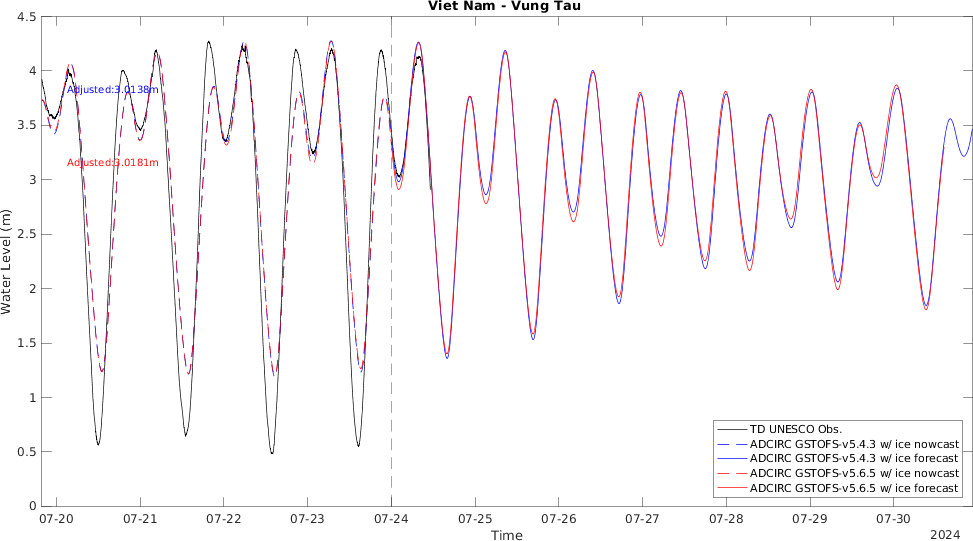 Viet Nam - Vung Tau
4.5
4
3.5
3
2.5
2
1.5
1
0.5
0
Water Level (m)
Adjusted:3.0138m
Adjusted:3.0181m
TD UNESCO Obs.
ADCIRC GSTOFS-v5.4.3 w/ ice nowcast
ADCIRC GSTOFS-v5.4.3 w/ ice forecast
ADCIRC GSTOFS-v5.6.5 w/ ice nowcast
ADCIRC GSTOFS-v5.6.5 w/ ice forecast
07-20 07-21 07-22 07-23 07-24 07-25 07-26 07-27 07-28 07-29 07-30
Time
2024